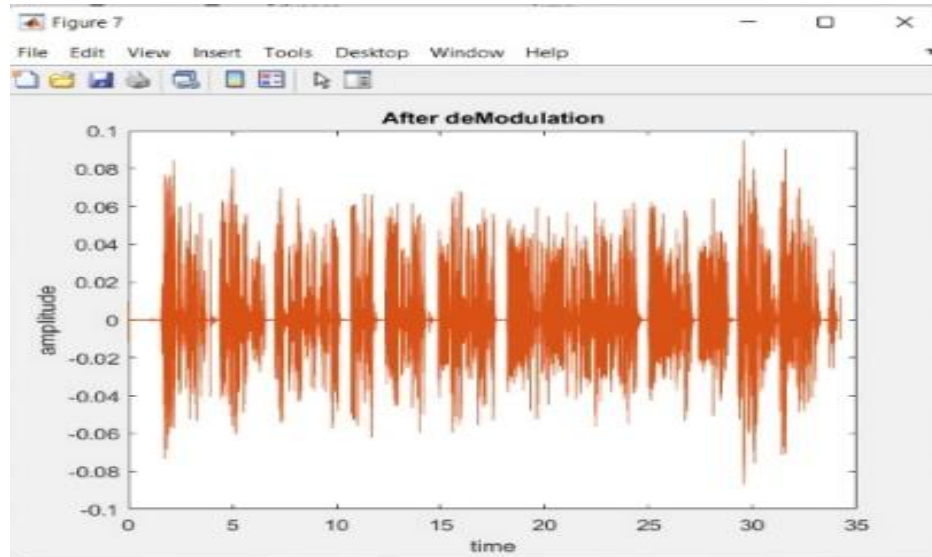 Figure 7
File Edit View Insert Tools Desktop Window Help
After deModulation
0.1
0.08
0.06
0.04
0.02
0
-0.02
-0.04
-0.06
-0.08
-0.1
amplitude
0 5 10 15 20 25 30 35
time